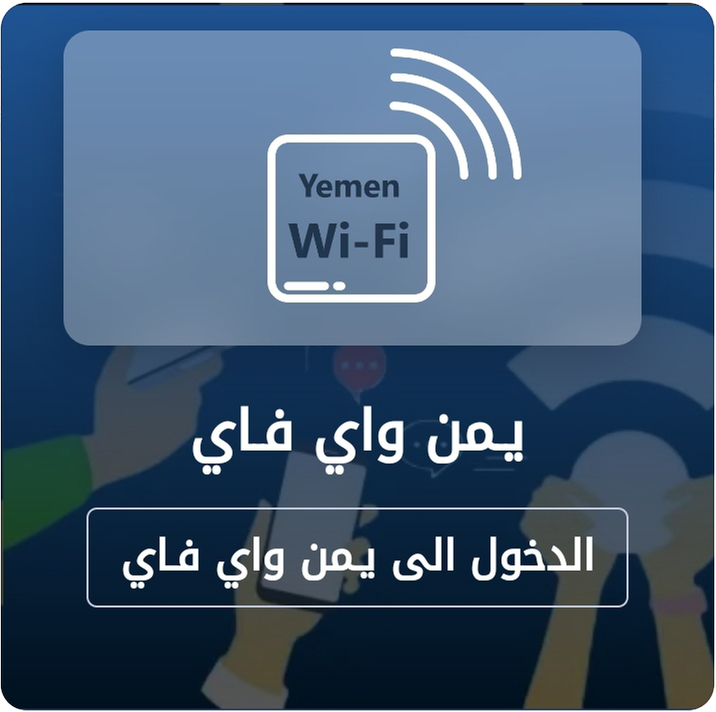 Yemen
Wi-Fi
يمن واي فاي
الدخول الى يمن واي فاي